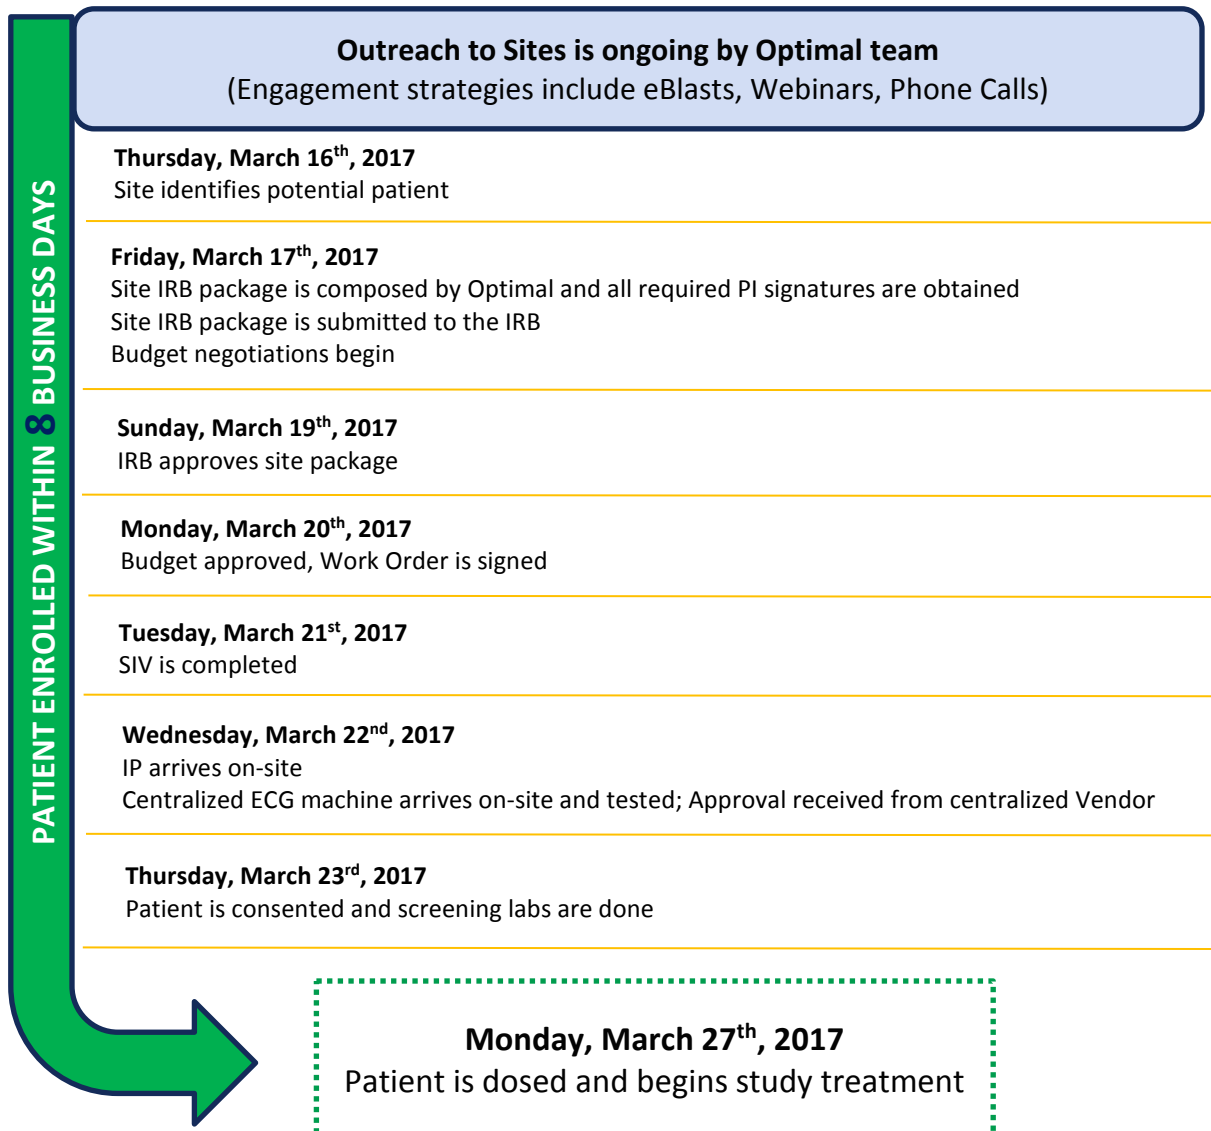 PATIENT ENROLLED WITHIN 8 BUSINESS DAYS
Outreach to Sites is ongoing by Optimal team
(Engagement strategies include eBlasts, Webinars, Phone Calls)
Thursday, March 16th, 2017
Site identifies potential patient
Friday, March 17th, 2017
Site IRB package is composed by Optimal and all required PI signatures are obtained
Site IRB package is submitted to the IRB
Budget negotiations begin
Sunday, March 19th, 2017
IRB approves site package
Monday, March 20th, 2017
Budget approved, Work Order is signed
Tuesday, March 21st, 2017
SIV is completed
Wednesday, March 22nd, 2017
IP arrives on-site
Centralized ECG machine arrives on-site and tested; Approval received from centralized Vendor
Thursday, March 23rd, 2017
Patient is consented and screening labs are done
Monday, March 27th, 2017
Patient is dosed and begins study treatment